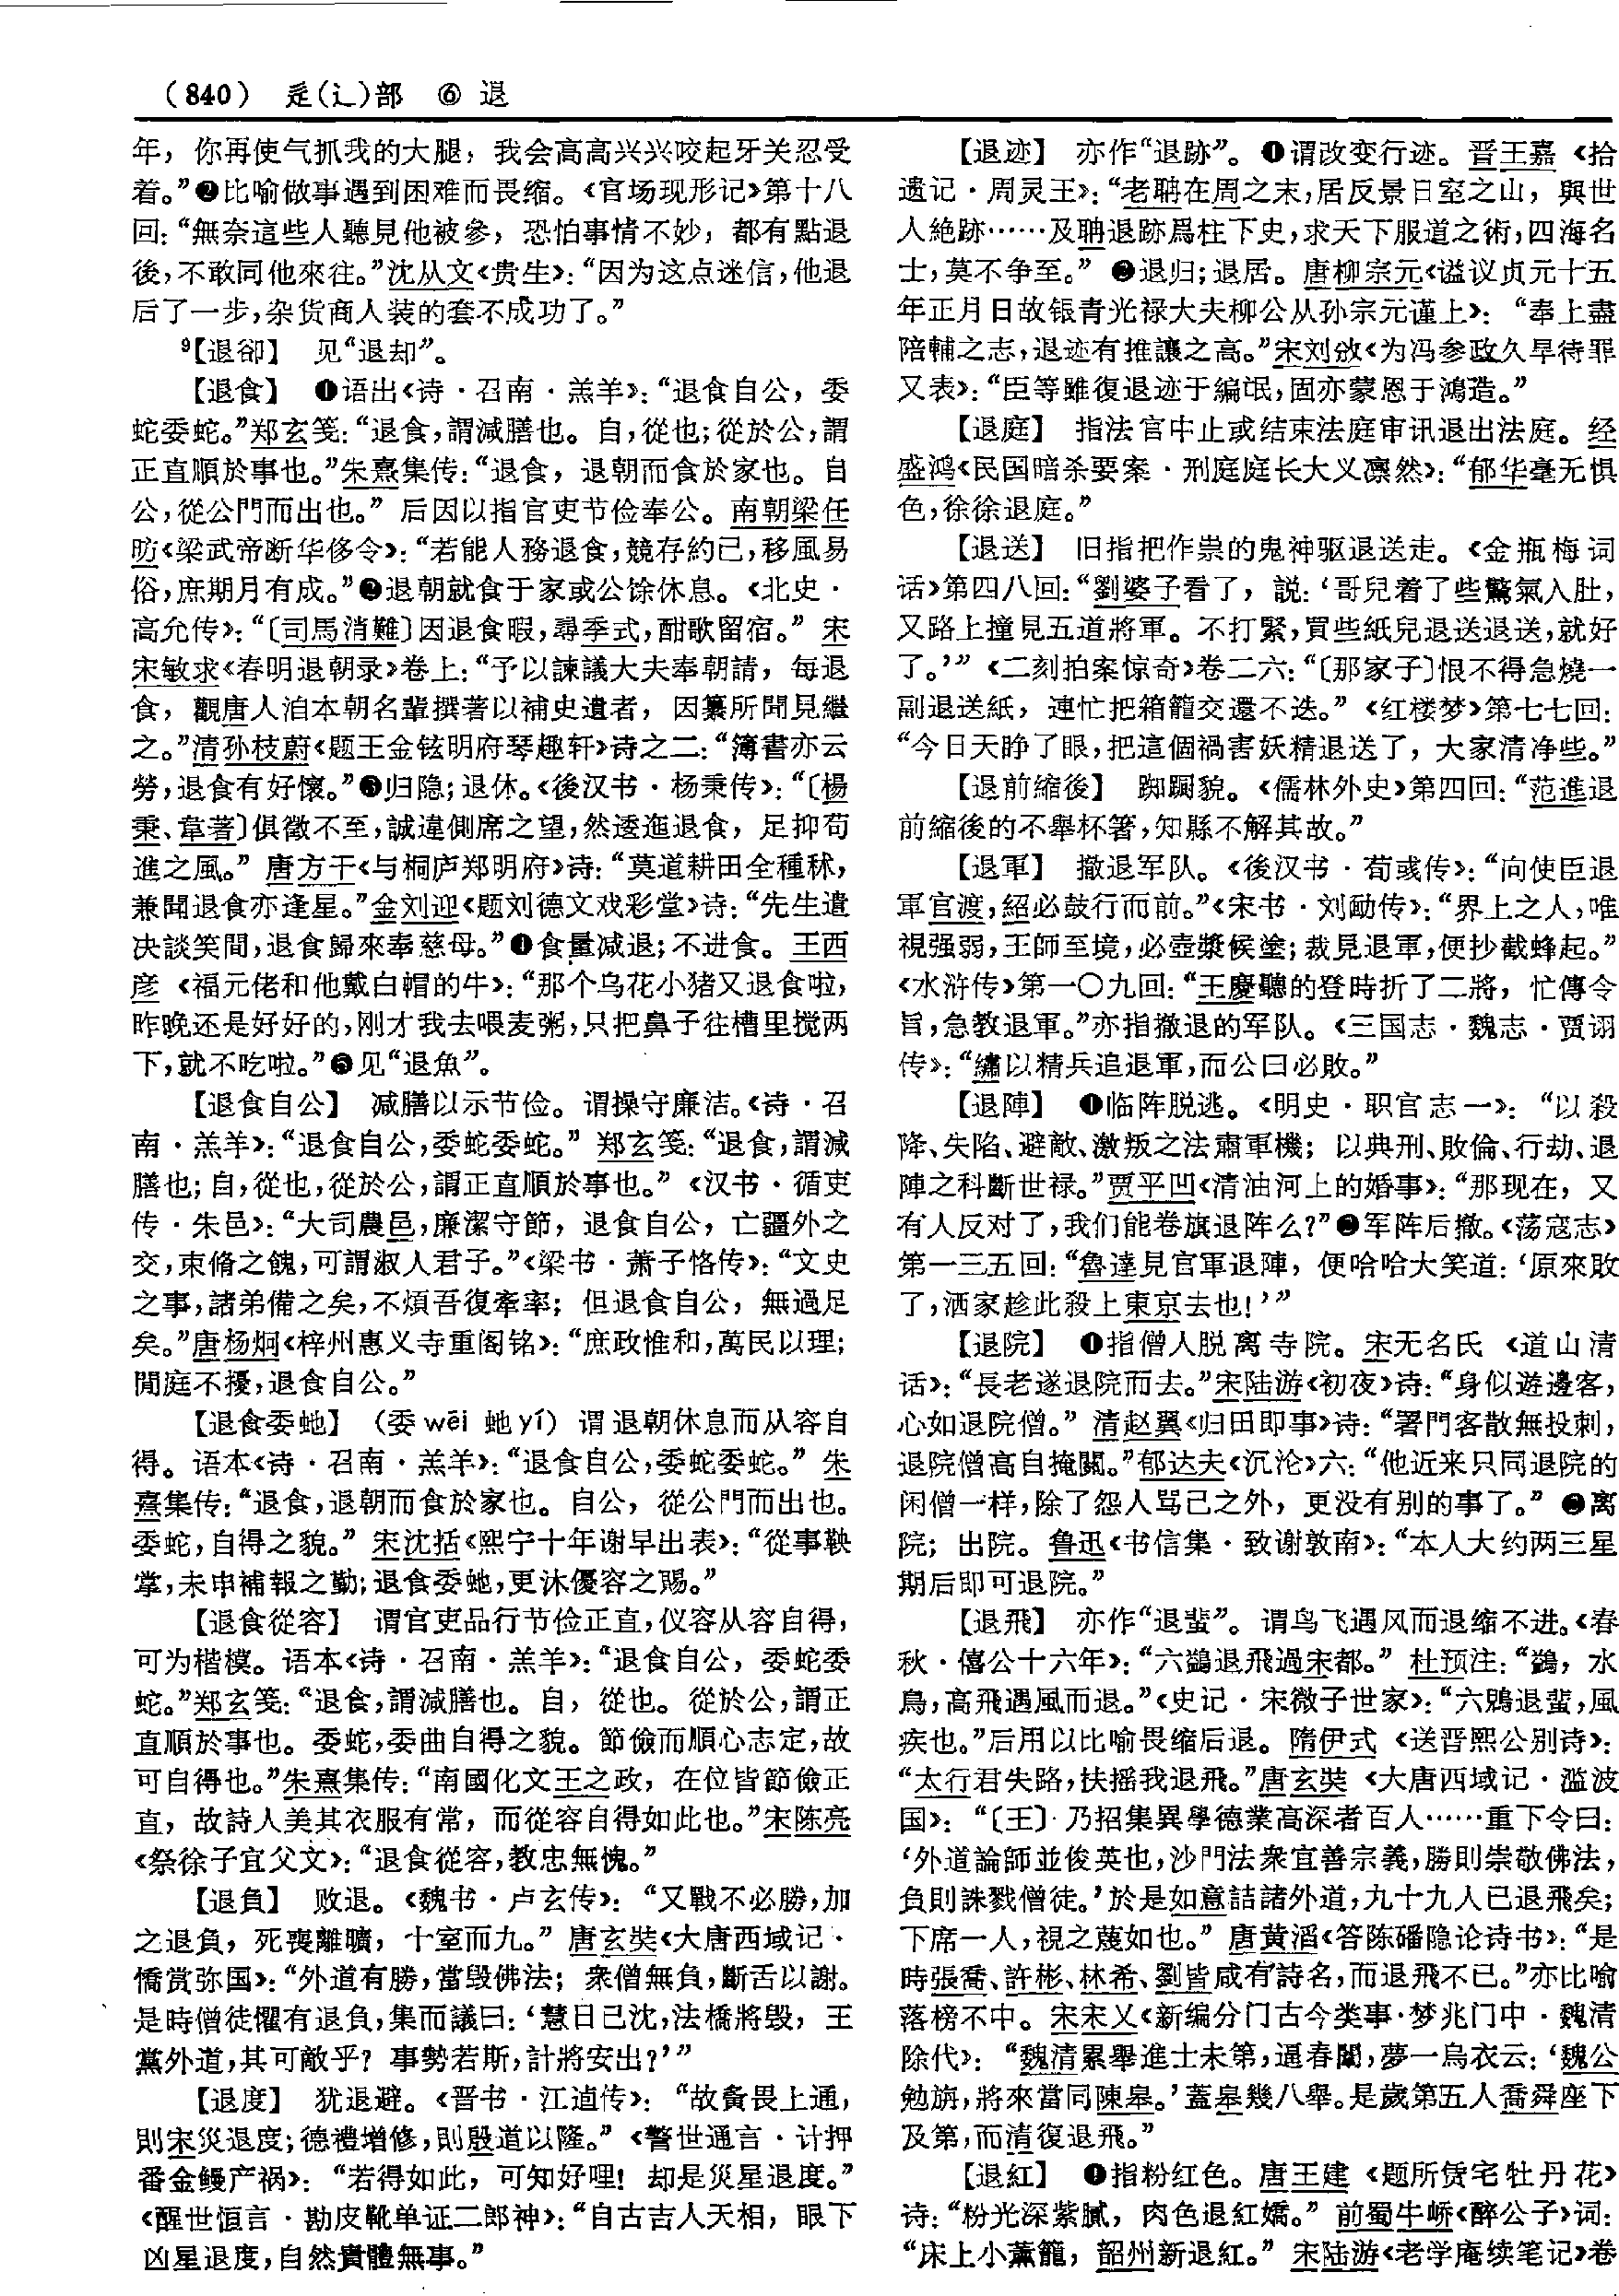 (840) 辵(辶)部 ⑥ 退
年，你再使气抓我的大腿，我会高高兴兴咬起牙关忍受
着。”❷比喻做事遇到困难而畏缩。《官场现形记》第十八
回：“無奈這些人聽見他被參，恐怕事情不妙，都有點退
後，不敢同他來往。”沈从文《贵生》：“因为这点迷信，他退
后了一步，杂货商人装的套不成功了。”
⁹【退卻】 见“退却”。
【退食】 ❶语出《诗·召南·羔羊》：“退食自公，委
蛇委蛇。”郑玄笺：“退食，謂減膳也。自，從也；從於公，謂
正直順於事也。”朱熹集传：“退食，退朝而食於家也。自
公，從公門而出也。”后因以指官吏节俭奉公。南朝梁任
昉《梁武帝断华侈令》：“若能人務退食，競存約己，移風易
俗，庶期月有成。”❷退朝就食于家或公馀休息。《北史·
高允传》：“〔司馬消難〕因退食暇，尋季式，酣歌留宿。”宋
宋敏求《春明退朝录》卷上：“予以諫議大夫奉朝請，每退
食，觀唐人洎本朝名輩撰著以補史遺者，因纂所聞見繼
之。”清孙枝蔚《题王金铉明府琴趣轩》诗之二：“簿書亦云
勞，退食有好懷。”❸归隐；退休。《後汉书·杨秉传》：“〔楊
秉、韋著〕俱徵不至，誠違側席之望，然逶迤退食，足抑苟
進之風。”唐方干《与桐庐郑明府》诗：“莫道耕田全種秫，
兼聞退食亦逢星。”金刘迎《题刘德文戏彩堂》诗：“先生遣
决談笑間，退食歸來奉慈母。”❹食量减退；不进食。王西
彦《福元佬和他戴白帽的牛》：“那个乌花小猪又退食啦，
昨晚还是好好的，刚才我去喂麦粥，只把鼻子往槽里搅两
下，就不吃啦。”❺见“退魚”。
【退食自公】 减膳以示节俭。谓操守廉洁。《诗·召
南·羔羊》：“退食自公，委蛇委蛇。”郑玄笺：“退食，謂減
膳也；自，從也，從於公，謂正直順於事也。”《汉书·循吏
传·朱邑》：“大司農邑，廉潔守節，退食自公，亡疆外之
交，束脩之餽，可謂淑人君子。”《梁书·萧子恪传》：“文史
之事，諸弟備之矣，不煩吾復牽率；但退食自公，無過足
矣。”唐杨炯《梓州惠义寺重阁铭》：“庶政惟和，萬民以理；
閒庭不擾，退食自公。”
【退食委虵】 （委wēi 虵yí）谓退朝休息而从容自
得。语本《诗·召南·羔羊》：“退食自公，委蛇委蛇。”朱
熹集传：“退食，退朝而食於家也。自公，從公門而出也。
委蛇，自得之貌。”宋沈括《熙宁十年谢早出表》：“從事鞅
掌，未申補報之勤；退食委虵，更沐優容之賜。”
【退食從容】 谓官吏品行节俭正直，仪容从容自得，
可为楷模。语本《诗·召南·羔羊》：“退食自公，委蛇委
蛇。”郑玄笺：“退食，謂減膳也。自，從也。從於公，謂正
直順於事也。委蛇，委曲自得之貌。節儉而順心志定，故
可自得也。”朱熹集传：“南國化文王之政，在位皆節儉正
直，故詩人美其衣服有常，而從容自得如此也。”宋陈亮
《祭徐子宜父文》：“退食從容，教忠無愧。”
【退負】 败退。《魏书·卢玄传》：“又戰不必勝，加
之退負，死喪離曠，十室而九。”唐玄奘《大唐西域记·
憍赏弥国》：“外道有勝，當毁佛法；衆僧無負，斷舌以謝。
是時僧徒懼有退負，集而議曰：‘慧日已沈，法橋將毁，王
黨外道，其可敵乎？事勢若斯，計將安出？’”
【退度】 犹退避。《晋书·江逌传》：“故夤畏上通，
則宋災退度；德禮增修，則殷道以隆。”《警世通言·计押
番金鳗产祸》：“若得如此，可知好哩！却是災星退度。”
《醒世恒言·勘皮靴单证二郎神》：“自古吉人天相，眼下
凶星退度，自然貴體無事。”
【退迹】 亦作“退跡”。❶谓改变行迹。晋王嘉《拾
遗记·周灵王》：“老聃在周之末，居反景日室之山，與世
人絶跡……及聃退跡爲柱下史，求天下服道之術，四海名
士，莫不争至。”❷退归；退居。唐柳宗元《谥议贞元十五
年正月日故银青光禄大夫柳公从孙宗元谨上》：“奉上盡
陪輔之志，退迹有推讓之高。”宋刘攽《为冯参政久旱待罪
又表》：“臣等雖復退迹于編氓，固亦蒙恩于鴻造。”
【退庭】 指法官中止或结束法庭审讯退出法庭。经
盛鸿《民国暗杀要案·刑庭庭长大义凛然》：“郁华毫无惧
色，徐徐退庭。”
【退送】 旧指把作祟的鬼神驱退送走。《金瓶梅词
话》第四八回：“劉婆子看了，説：‘哥兒着了些驚氣入肚，
又路上撞見五道將軍。不打緊，買些紙兒退送退送，就好
了。’”《二刻拍案惊奇》卷二六：“〔那家子〕恨不得急燒一
副退送紙，連忙把箱籠交還不迭。”《红楼梦》第七七回：
“今日天睁了眼，把這個禍害妖精退送了，大家清净些。”
【退前縮後】 踟蹰貌。《儒林外史》第四回：“范進退
前縮後的不舉杯箸，知縣不解其故。”
【退軍】 撤退军队。《後汉书·荀彧传》：“向使臣退
軍官渡，紹必鼓行而前。”《宋书·刘勔传》：“界上之人，唯
視强弱，王師至境，必壺漿候塗；裁見退軍，便抄截蜂起。”
《水浒传》第一〇九回：“王慶聽的登時折了二將，忙傳令
旨，急教退軍。”亦指撤退的军队。《三国志·魏志·贾诩
传》：“繡以精兵追退軍，而公曰必敗。”
【退陣】 ❶临阵脱逃。《明史·职官志一》：“以殺
降、失陷、避敵、激叛之法肅軍機；以典刑、敗倫、行劫、退
陣之科斷世禄。”贾平凹《清油河上的婚事》：“那现在，又
有人反对了，我们能卷旗退阵么？”❷军阵后撤。《荡寇志》
第一三五回：“魯達見官軍退陣，便哈哈大笑道：‘原來敗
了，洒家趁此殺上東京去也！’”
【退院】 ❶指僧人脱离寺院。宋无名氏《道山清
话》：“長老遂退院而去。”宋陆游《初夜》诗：“身似遊邊客，
心如退院僧。”清赵翼《归田即事》诗：“署門客散無投刺，
退院僧高自掩關。”郁达夫《沉沦》六：“他近来只同退院的
闲僧一样，除了怨人骂己之外，更没有别的事了。”❷离
院；出院。鲁迅《书信集·致谢敦南》：“本人大约两三星
期后即可退院。”
【退飛】 亦作“退蜚”。谓鸟飞遇风而退缩不进。《春
秋·僖公十六年》：“六鷁退飛過宋都。”杜预注：“鷁，水
鳥，高飛遇風而退。”《史记·宋微子世家》：“六鶂退蜚，風
疾也。”后用以比喻畏缩后退。隋伊式《送晋熙公别诗》：
“太行君失路，扶摇我退飛。”唐玄奘《大唐西域记·滥波
国》：“〔王〕乃招集異學德業高深者百人……重下令曰：
‘外道論師並俊英也，沙門法衆宜善宗義，勝則崇敬佛法，
負則誅戮僧徒。’於是如意詰諸外道，九十九人已退飛矣；
下席一人，視之蔑如也。”唐黄滔《答陈磻隐论诗书》：“是
時張喬、許彬、林希、劉皆咸有詩名，而退飛不已。”亦比喻
落榜不中。宋宋乂《新编分门古今类事·梦兆门中·魏清
除代》：“魏清累舉進士未第，逼春闈，夢一烏衣云：‘魏公
勉旃，將來當同陳皋。’蓋皋幾八舉。是歲第五人喬舜座下
及第，而清復退飛。”
【退紅】 ❶指粉红色。唐王建《题所赁宅牡丹花》
诗：“粉光深紫膩，肉色退紅嬌。”前蜀牛峤《醉公子》词：
“床上小薰籠，韶州新退紅。”宋陆游《老学庵续笔记》卷